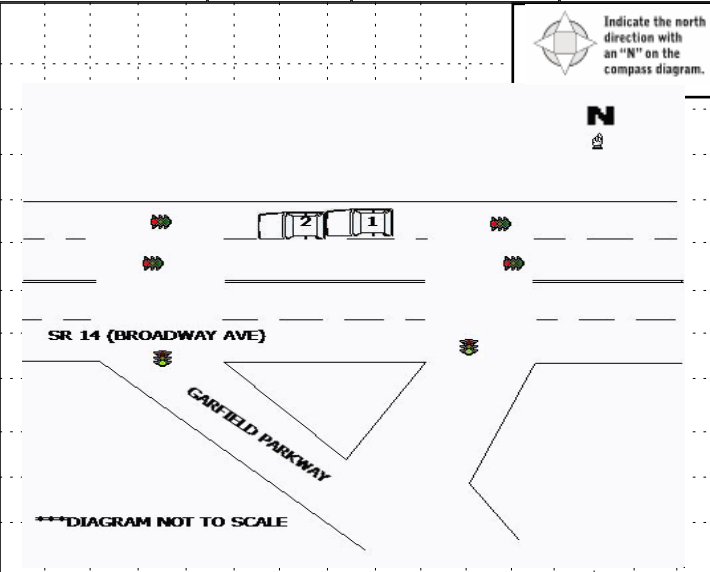 Indicate the north
direction with
an “N” on the
compass diagram.
N
2
1
SR 14 (BROADWAY AVE)
GARFIELD PARKWAY
***DIAGRAM NOT TO SCALE